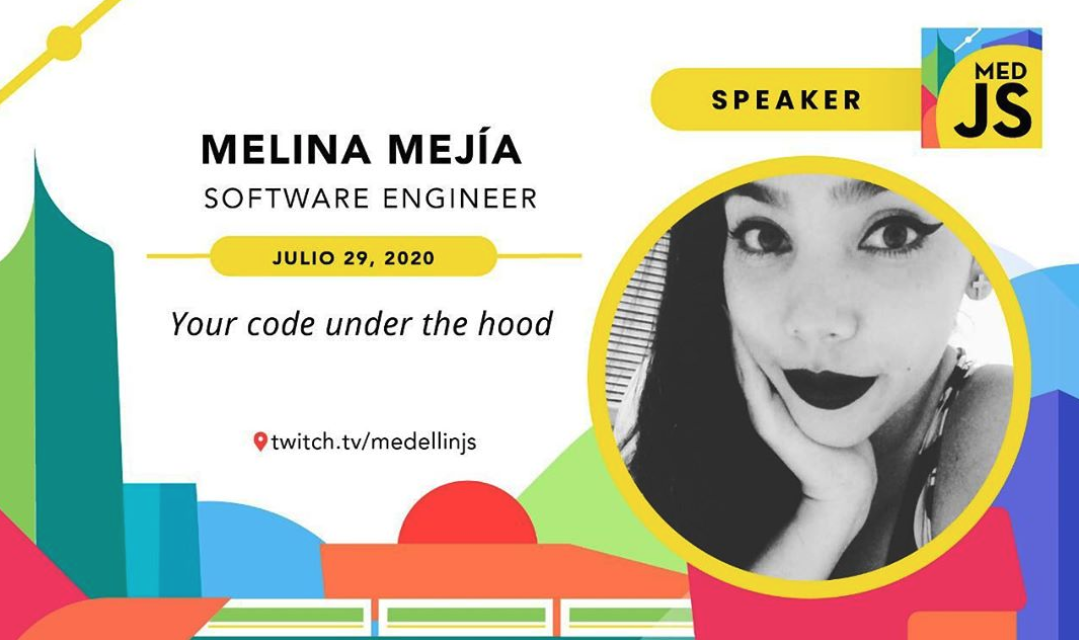 MED
JS
SPEAKER
MELINA MEJÍA
SOFTWARE ENGINEER
JULIO 29, 2020
Your code under the hood
twitch.tv/medellinjs